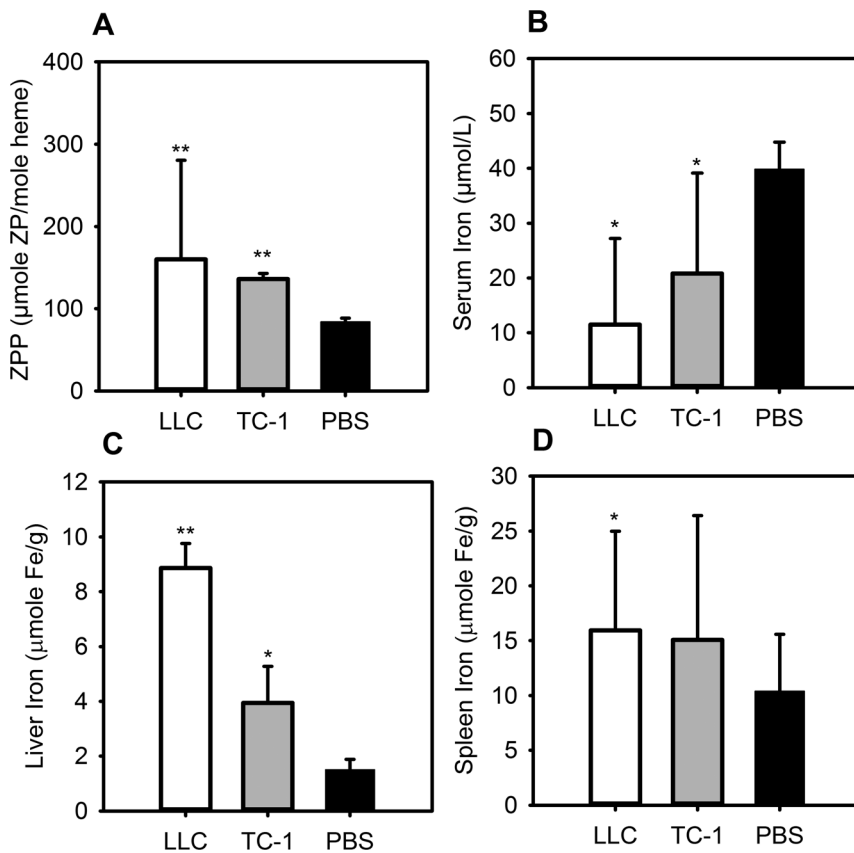 A
ZPP (µmole ZP/mole heme)
400
300
200
100
0
**
**
LLC TC-1 PBS
B
Serum Iron (µmol/L)
60
50
40
30
20
10
0
*
*
LLC TC-1 PBS
C
Liver Iron (µmole Fe/g)
12
10
8
6
4
2
0
**
*
LLC TC-1 PBS
D
Spleen Iron (µmole Fe/g)
30
25
20
15
10
5
0
*
LLC TC-1 PBS